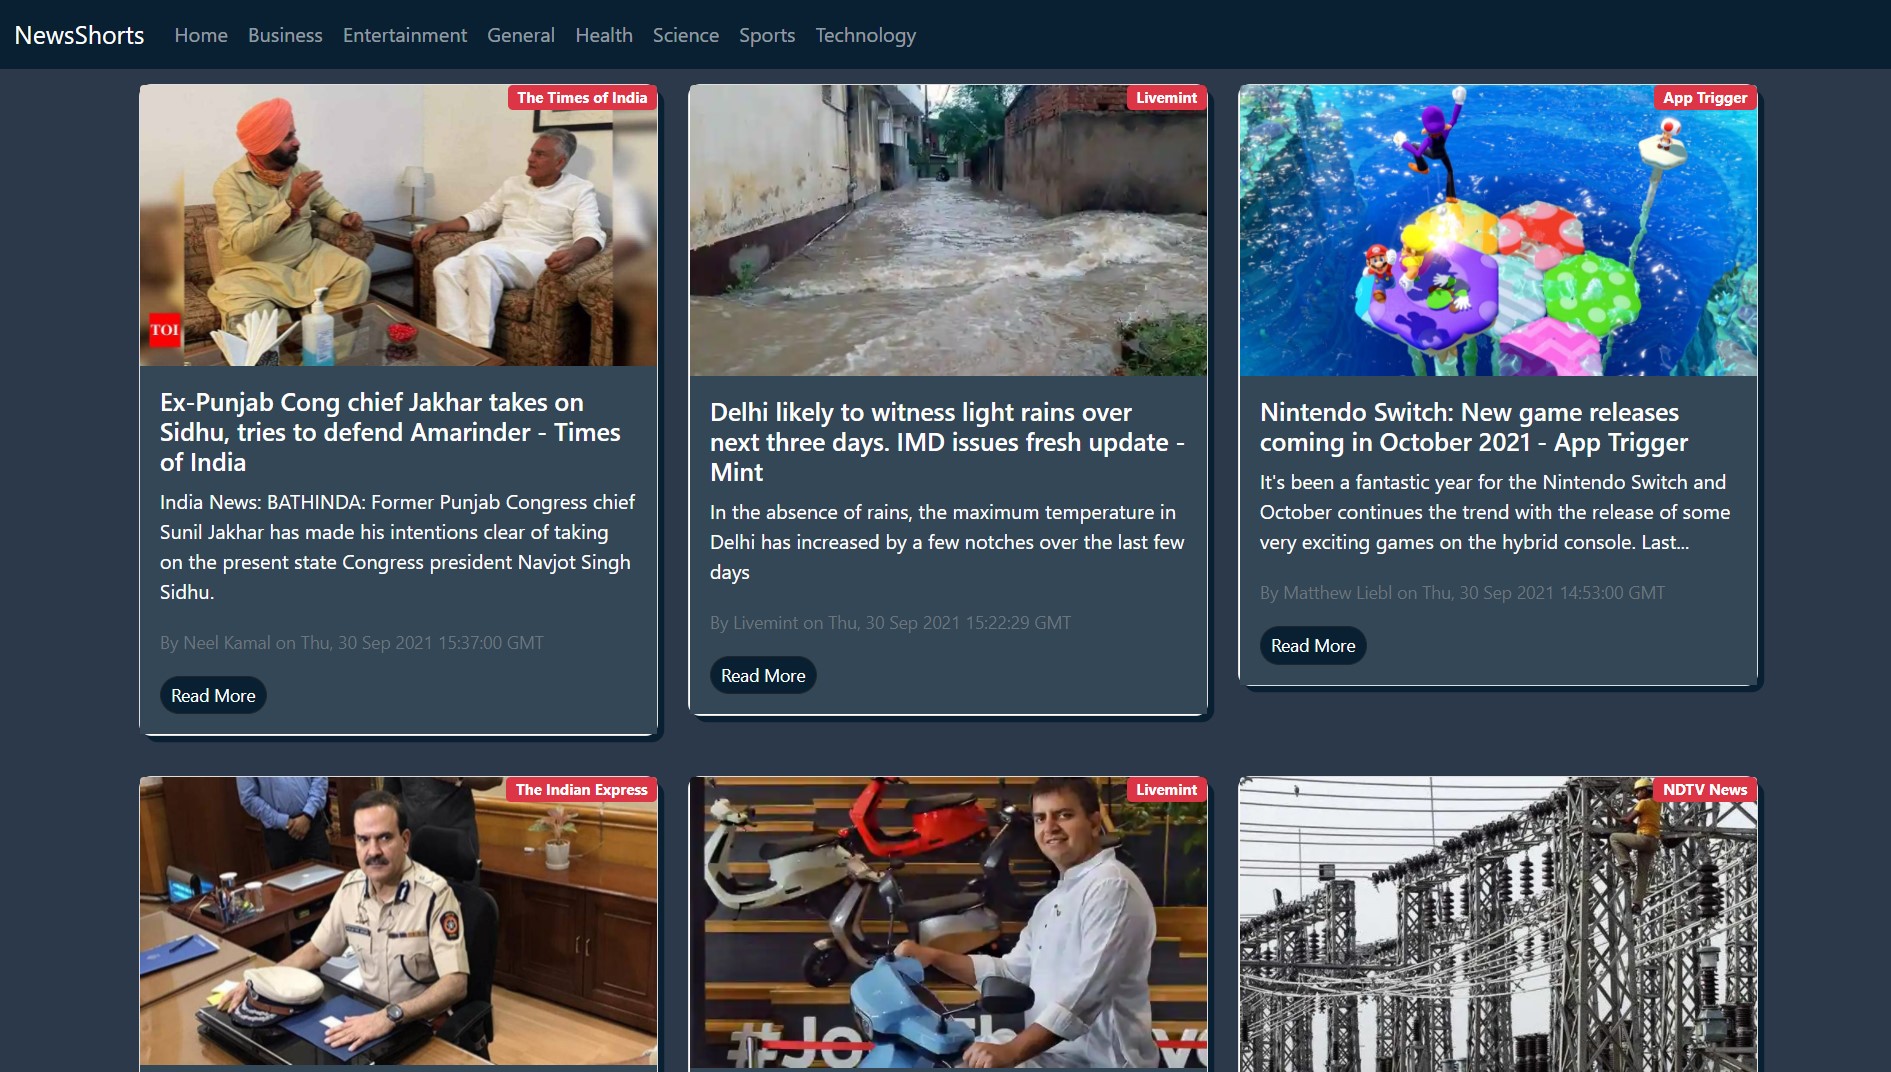 NewsShorts Home Business Entertainment General Health Science Sports Technology
The Times of India
TOI
Ex-Punjab Cong chief Jakhar takes on
Sidhu, tries to defend Amarinder - Times
of India
India News: BATHINDA: Former Punjab Congress chief
Sunil Jakhar has made his intentions clear of taking
on the present state Congress president Navjot Singh
Sidhu.
By Neel Kamal on Thu, 30 Sep 2021 15:37:00 GMT
Read More
Livemint
Delhi likely to witness light rains over
next three days. IMD issues fresh update -
Mint
In the absence of rains, the maximum temperature in
Delhi has increased by a few notches over the last few
days
By Livemint on Thu, 30 Sep 2021 15:22:29 GMT
Read More
App Trigger
Nintendo Switch: New game releases
coming in October 2021 - App Trigger
It's been a fantastic year for the Nintendo Switch and
October continues the trend with the release of some
very exciting games on the hybrid console. Last...
By Matthew Liebl on Thu, 30 Sep 2021 14:53:00 GMT
Read More
The Indian Express
Livemint
NDTV News